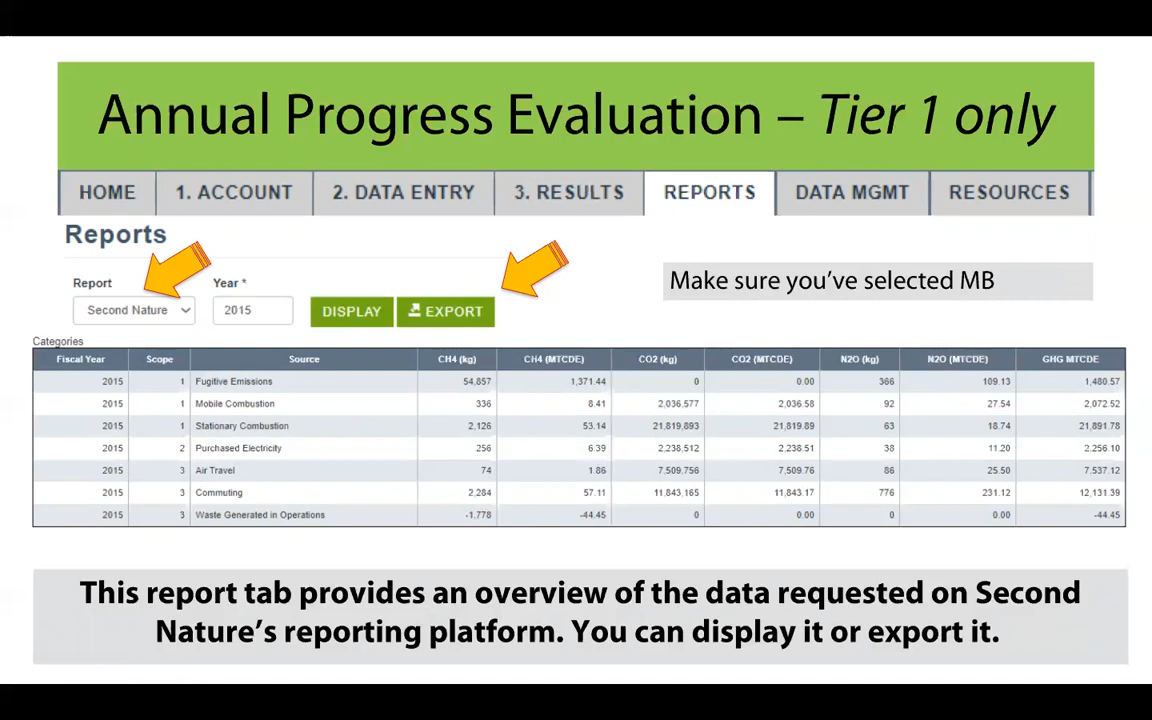 Annual Progress Evaluation – Tier 1 only
HOME 1. ACCOUNT 2. DATA ENTRY 3. RESULTS REPORTS DATA MGMT RESOURCES
Reports
Report Year *
Second Nature 2015 DISPLAY EXPORT
Make sure you’ve selected MB
Categories
Fiscal Year Scope Source CH4 (kg) CH4 (MTCDE) CO2 (kg) CO2 (MTCDE) N2O (kg) N2O (MTCDE) GHG MTCDE
2015 1 Fugitive Emissions 54,857 1,371.44 0 0.00 366 109.13 1,480.57
2015 1 Mobile Combustion 336 8.41 2,036,577 2,036.58 92 27.54 2,072.52
2015 1 Stationary Combustion 2,126 53.14 21,819,893 21,819.89 63 18.74 21,891.78
2015 2 Purchased Electricity 256 6.39 2,238,512 2,238.51 38 11.20 2,256.10
2015 3 Air Travel 74 1.86 7,509,756 7,509.76 86 25.50 7,537.12
2015 3 Commuting 2,284 57.11 11,843,165 11,843.17 776 231.12 12,131.39
2015 3 Waste Generated in Operations -1,778 -44.45 0 0.00 0 0.00 -44.45
This report tab provides an overview of the data requested on Second
Nature’s reporting platform. You can display it or export it.